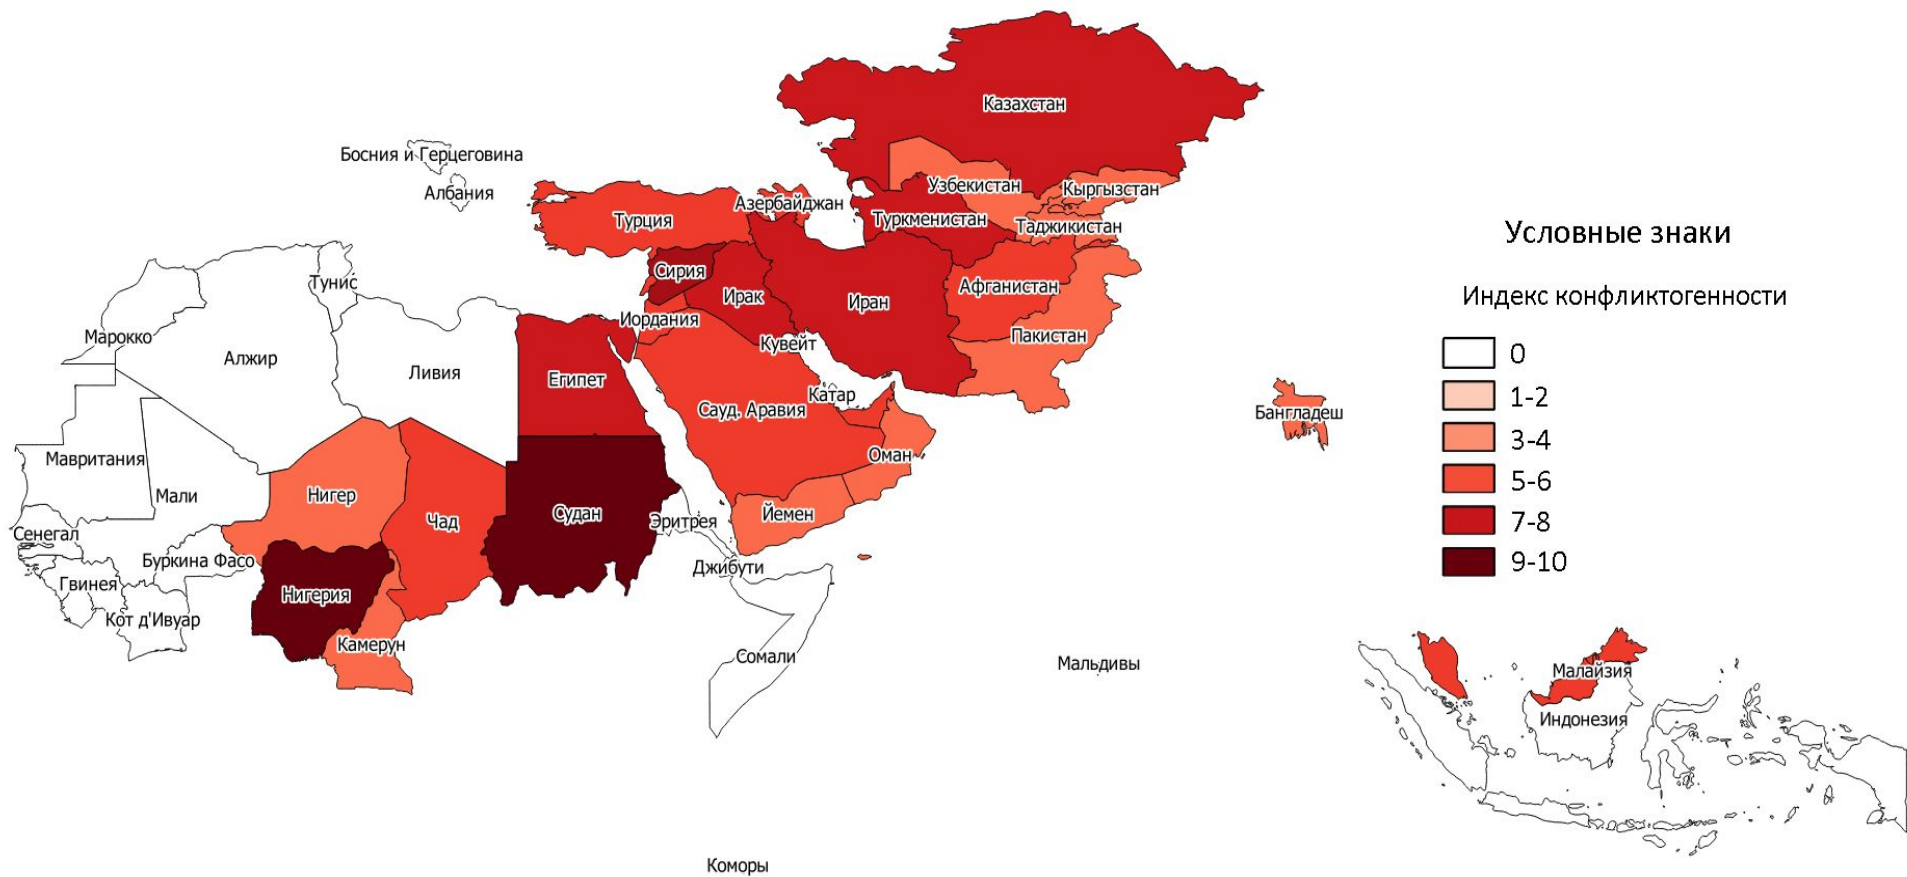 Казахстан
Босния и Герцеговина
Албания
Узбекистан
Кыргызстан
Азербайджан
Турция
Туркменистан
Таджикистан
Сирия
Тунис
Ирак
Иран
Афганистан
Иордания
Пакистан
Марокко
Алжир
Ливия
Кувейт
Египет
Катар
Сауд. Аравия
Бангладеш
Мавритания
Мали
Нигер
Оман
Чад
Судан
Эритрея
Йемен
Сенегал
Буркина Фасо
Джибути
Гвинея
Нигерия
Кот д'Ивуар
Камерун
Сомали
Мальдивы
Малайзия
Индонезия
Коморы
Условные знаки
Индекс конфликтогенности
0
1-2
3-4
5-6
7-8
9-10